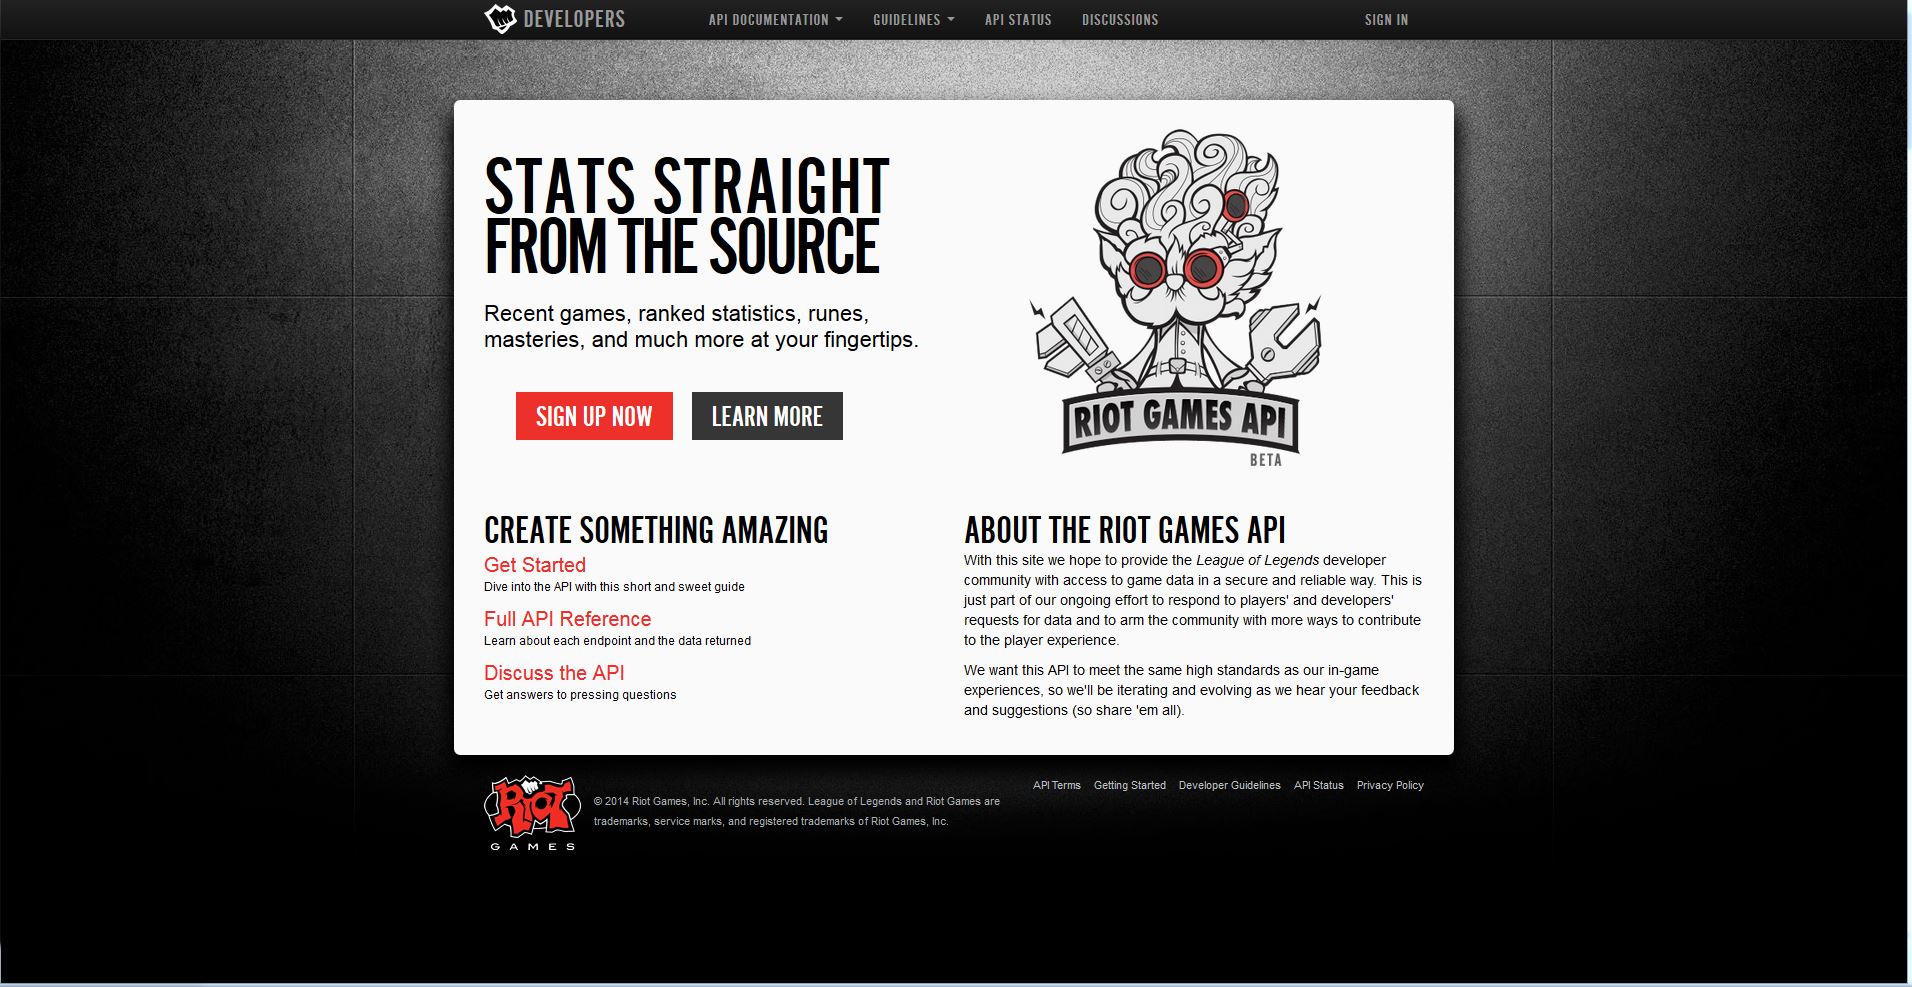 DEVELOPERS
API DOCUMENTATION
GUIDELINES
API STATUS
DISCUSSIONS
SIGN IN
STATS STRAIGHT
FROM THE SOURCE
Recent games, ranked statistics, runes,
masteries, and much more at your fingertips.
SIGN UP NOW
LEARN MORE
RIOT GAMES API
BETA
CREATE SOMETHING AMAZING
Get Started
Dive into the API with this short and sweet guide
Full API Reference
Learn about each endpoint and the data returned
Discuss the API
Get answers to pressing questions
ABOUT THE RIOT GAMES API
With this site we hope to provide the League of Legends developer
community with access to game data in a secure and reliable way. This is
just part of our ongoing effort to respond to players' and developers'
requests for data and to arm the community with more ways to contribute
to the player experience.
We want this API to meet the same high standards as our in-game
experiences, so we'll be iterating and evolving as we hear your feedback
and suggestions (so share 'em all).
RIOT
GAMES
© 2014 Riot Games, Inc. All rights reserved. League of Legends and Riot Games are
trademarks, service marks, and registered trademarks of Riot Games, Inc.
API Terms
Getting Started
Developer Guidelines
API Status
Privacy Policy